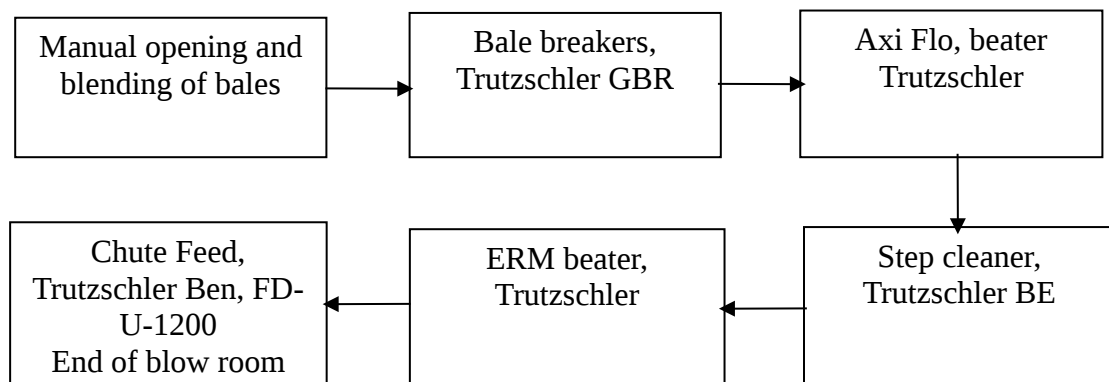 Manual opening and
blending of bales
Bale breakers,
Trutzschler GBR
Axi Flo, beater
Trutzschler
Step cleaner,
Trutzschler BE
ERM beater,
Trutzschler
Chute Feed,
Trutzschler Ben, FD-
U-1200
End of blow room